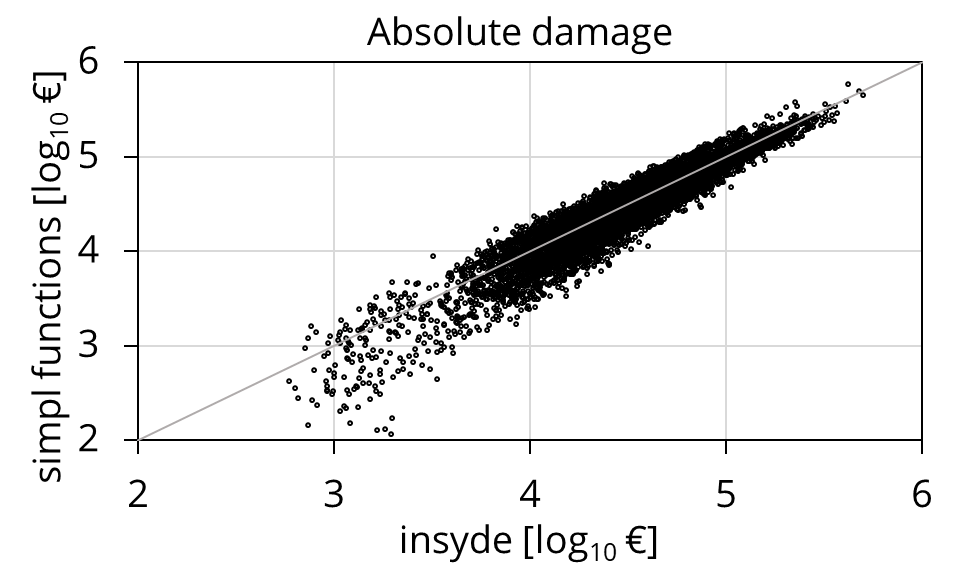 Absolute damage
simpl functions [log₁₀ €]
6
5
4
3
2
2 3 4 5 6
insyde [log₁₀ €]